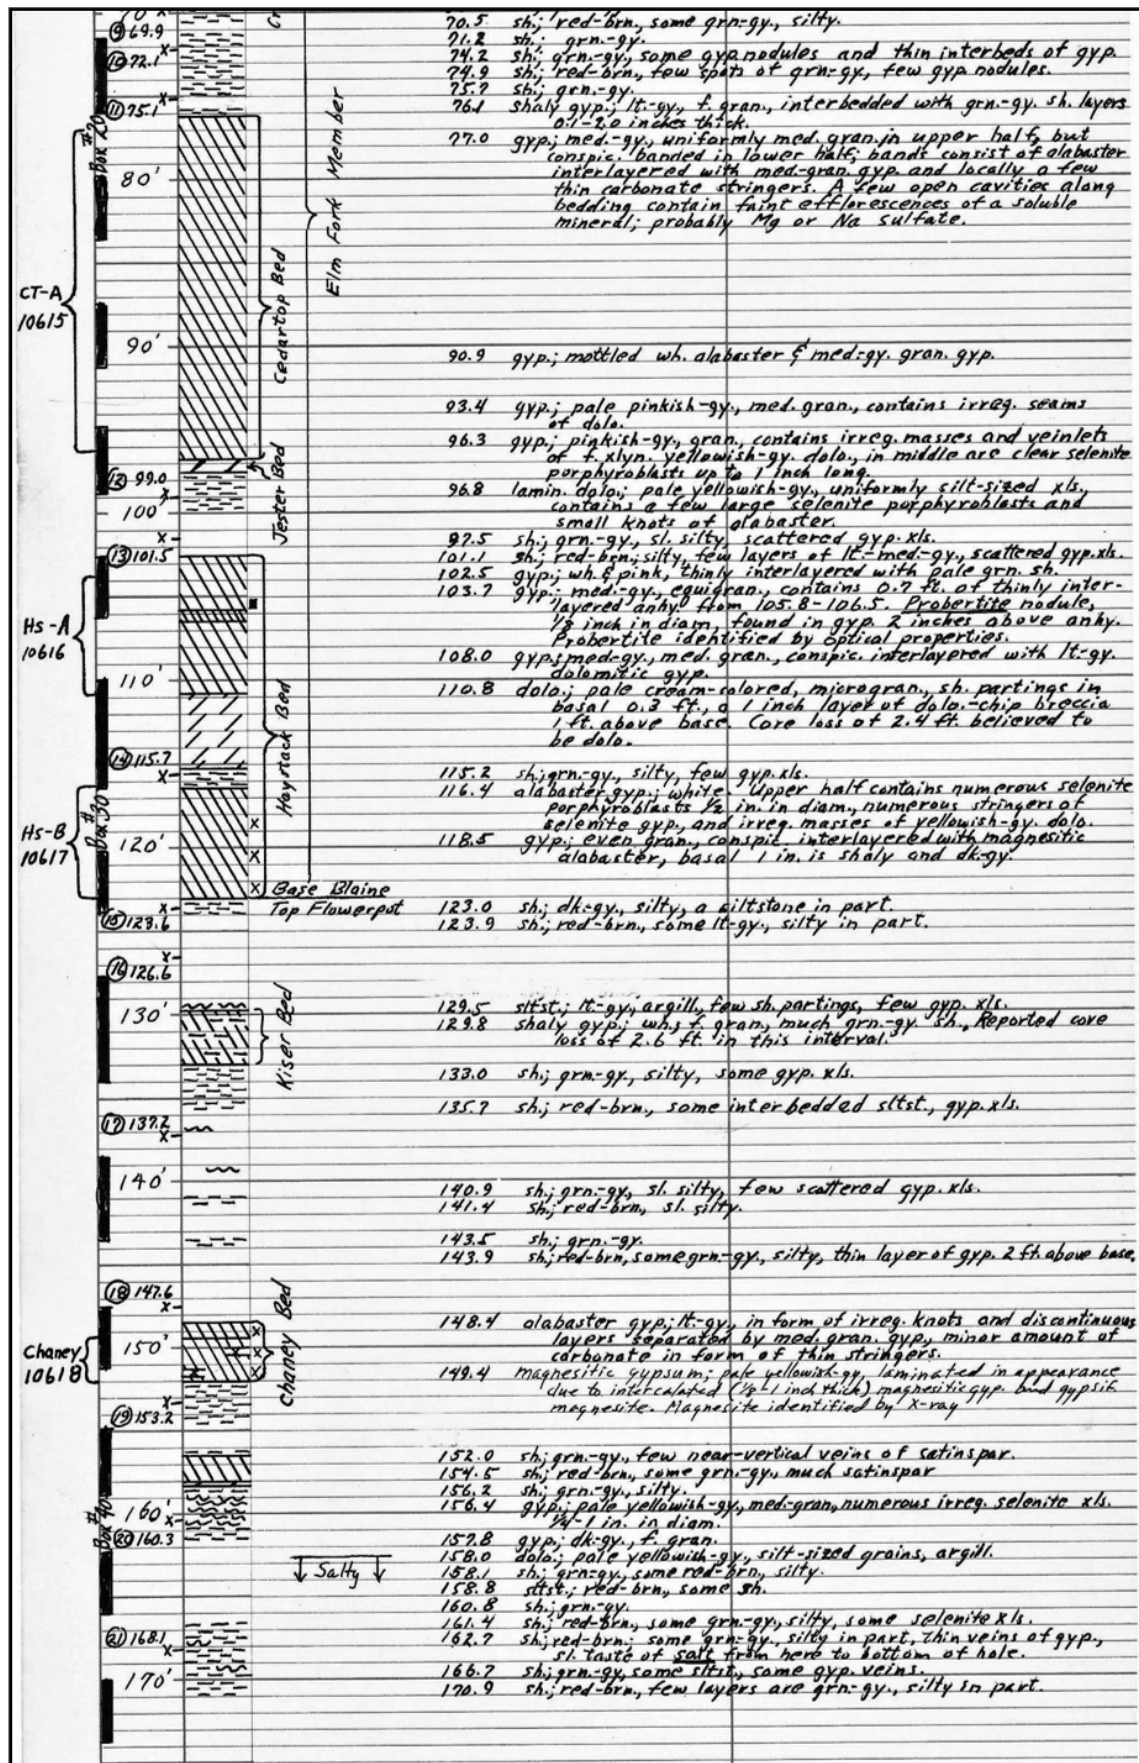 70'
⑨ 69.9
70.5 sh.; red-brn., some grn-gy., silty.
71.2 sh.; grn.-gy.
⑩ 72.1
x
74.2 sh.; grn.-gy., some gyp. nodules and thin interbeds of gyp.
74.9 sh.; red-brn., few spots of grn-gy., few gyp. nodules.
75.7 sh.; grn.-gy.
x
⑪ 75.1
76.1 shaly gyp.; lt.-gy., f. gran., interbedded with grn.-gy. sh. layers
0.1-2.0 inches thick.
#20
Box
77.0 gyp.; med.-gy., uniformly med. gran. in upper half, but
conspic. banded in lower half; bands consist of alabaster
interlayered with med-gran. gyp. and locally a few
thin carbonate stringers. A few open cavities along
bedding contain faint efflorescences of a soluble
mineral; probably Mg or Na sulfate.
80'
Elm Fork Member
Cedartop Bed
CT-A
10615
90'
90.9 gyp.; mottled wh. alabaster & med-gy. gran. gyp.
93.4 gyp.; pale pinkish-gy., med. gran., contains irreg. seams
of dolo.
96.3 gyp.; pinkish-gy., gran., contains irreg. masses and veinlets
of f. xlyn. yellowish-gy. dolo., in middle are clear selenite
porphyroblasts up to 1 inch long.
Jester Bed
⑫ 99.0
x
96.8 lamin. dolo.; pale yellowish-gy., uniformly silt-sized xls.,
contains a few large selenite porphyroblasts and
small knots of alabaster.
100'
x
97.5 sh.; grn-gy., sl. silty, scattered gyp. xls.
⑬ 101.5
101.1 sh.; red-brn.; silty, few layers of lt.-med-gy., scattered gyp. xls.
102.5 gyp.; wh. & pink, thinly interlayered with pale grn. sh.
103.7 gyp.; med-gy., equigran., contains 0.7 ft. of thinly inter-
layered anhy. from 105.8-106.5. Probertite nodule,
1/3 inch in diam, found in gyp. 2 inches above anhy.
Probertite identified by optical properties.
Hs-A
10616
108.0 gyp.; med-gy., med. gran., conspic. interlayered with lt-gy.
dolomitic gyp.
110'
110.8 dolo.; pale cream-colored, microgran., sh. partings in
basal 0.3 ft., a 1 inch layer of dolo.-chip breccia
1 ft. above base. Core loss of 2.4 ft. believed to
be dolo.
Haystack Bed
⑭ 115.7
x
115.2 sh.; grn-gy., silty, few gyp. xls.
116.4 alabaster gyp.; white. Upper half contains numerous selenite
porphyroblasts 1/2 in. in diam., numerous stringers of
selenite gyp., and irreg. masses of yellowish-gy. dolo.
#30
Box
Hs-B
10617
x
118.5 gyp.; even gran., conspic. interlayered with magnesitic
alabaster, basal 1 in. is shaly and dk-gy.
120'
x
x Base Blaine
Top Flowerpot
x
123.0 sh.; dk-gy., silty, a siltstone in part.
⑮ 123.6
123.9 sh.; red-brn., some lt-gy., silty in part.
x
⑯ 126.6
129.5 sltst.; lt-gy., argill., few sh. partings, few gyp. xls.
130'
129.8 shaly gyp.; wh., f. gran., much grn.-gy. sh., Reported core
loss of 2.6 ft. in this interval.
Kiser Bed
133.0 sh.; grn-gy., silty, some gyp. xls.
135.7 sh.; red-brn., some interbedded sltst., gyp. xls.
⑰ 137.2
x
140'
140.9 sh.; grn.-gy., sl. silty, few scattered gyp. xls.
141.4 sh.; red-brn., sl. silty.
143.5 sh.; grn.-gy.
143.9 sh.; red-brn, some grn-gy., silty, thin layer of gyp. 2 ft. above base.
⑱ 147.6
x
Chaney Bed
148.4 alabaster gyp.; lt.-gy., in form of irreg. knots and discontinuous
layers separated by med. gran. gyp., minor amount of
carbonate in form of thin stringers.
x
150'
x
x
Chaney
10618
149.4 magnesitic gypsum; pale yellowish-gy., laminated in appearance
due to intercalated (1/8-1 inch thick) magnesitic gyp. and gypsif.
magnesite. Magnesite identified by X-ray
x
⑲ 153.2
152.0 sh.; grn.-gy., few near-vertical veins of satinspar.
154.5 sh.; red-brn., some grn.-gy., much satinspar
156.2 sh.; grn.-gy., silty.
156.4 gyp.; pale yellowish-gy., med-gran., numerous irreg. selenite xls.
1/4-1 in. in diam.
#40
Box
160'
x
⑳ 160.3
157.8 gyp.; dk-gy., f. gran.
158.0 dolo.; pale yellowish-gy., silt-sized grains, argill.
158.1 sh.; grn-gy., some red-brn., silty.
↓ Salty ↓
158.8 sltst.; red-brn., some sh.
160.8 sh.; grn-gy.
161.4 sh.; red-brn., some grn-gy., silty, some selenite xls.
㉑ 168.1
x
162.7 sh.; red-brn.; some grn-gy., silty in part, thin veins of gyp.,
sl. taste of salt from here to bottom of hole.
166.7 sh.; grn-gy., some sltst., some gyp. veins.
170'
170.9 sh.; red-brn., few layers are grn-gy., silty in part.